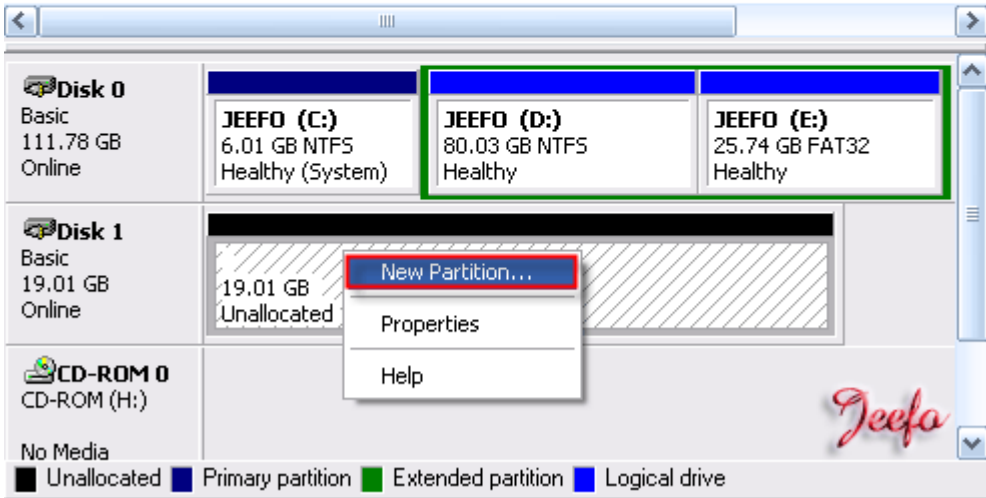 Disk 0
Basic
111.78 GB
Online
JEEFO (C:)
6.01 GB NTFS
Healthy (System)
JEEFO (D:)
80.03 GB NTFS
Healthy
JEEFO (E:)
25.74 GB FAT32
Healthy
Disk 1
Basic
19.01 GB
Online
19.01 GB
Unallocated
New Partition...
Properties
Help
CD-ROM 0
CD-ROM (H:)
No Media
Jeefo
Unallocated Primary partition Extended partition Logical drive